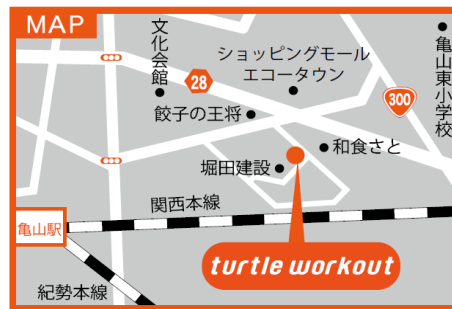 MAP
文化会館
28
ショッピングモール
エコータウン
300
亀山東小学校
餃子の王将
和食さと
堀田建設
関西本線
亀山駅
turtle workout
紀勢本線